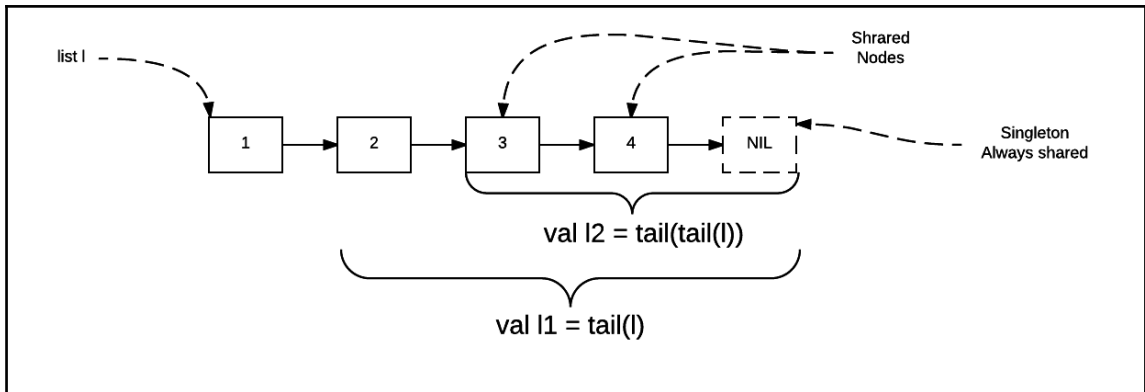 list l
Shrared
Nodes
1
2
3
4
NIL
Singleton
Always shared
val l2 = tail(tail(l))
val l1 = tail(l)